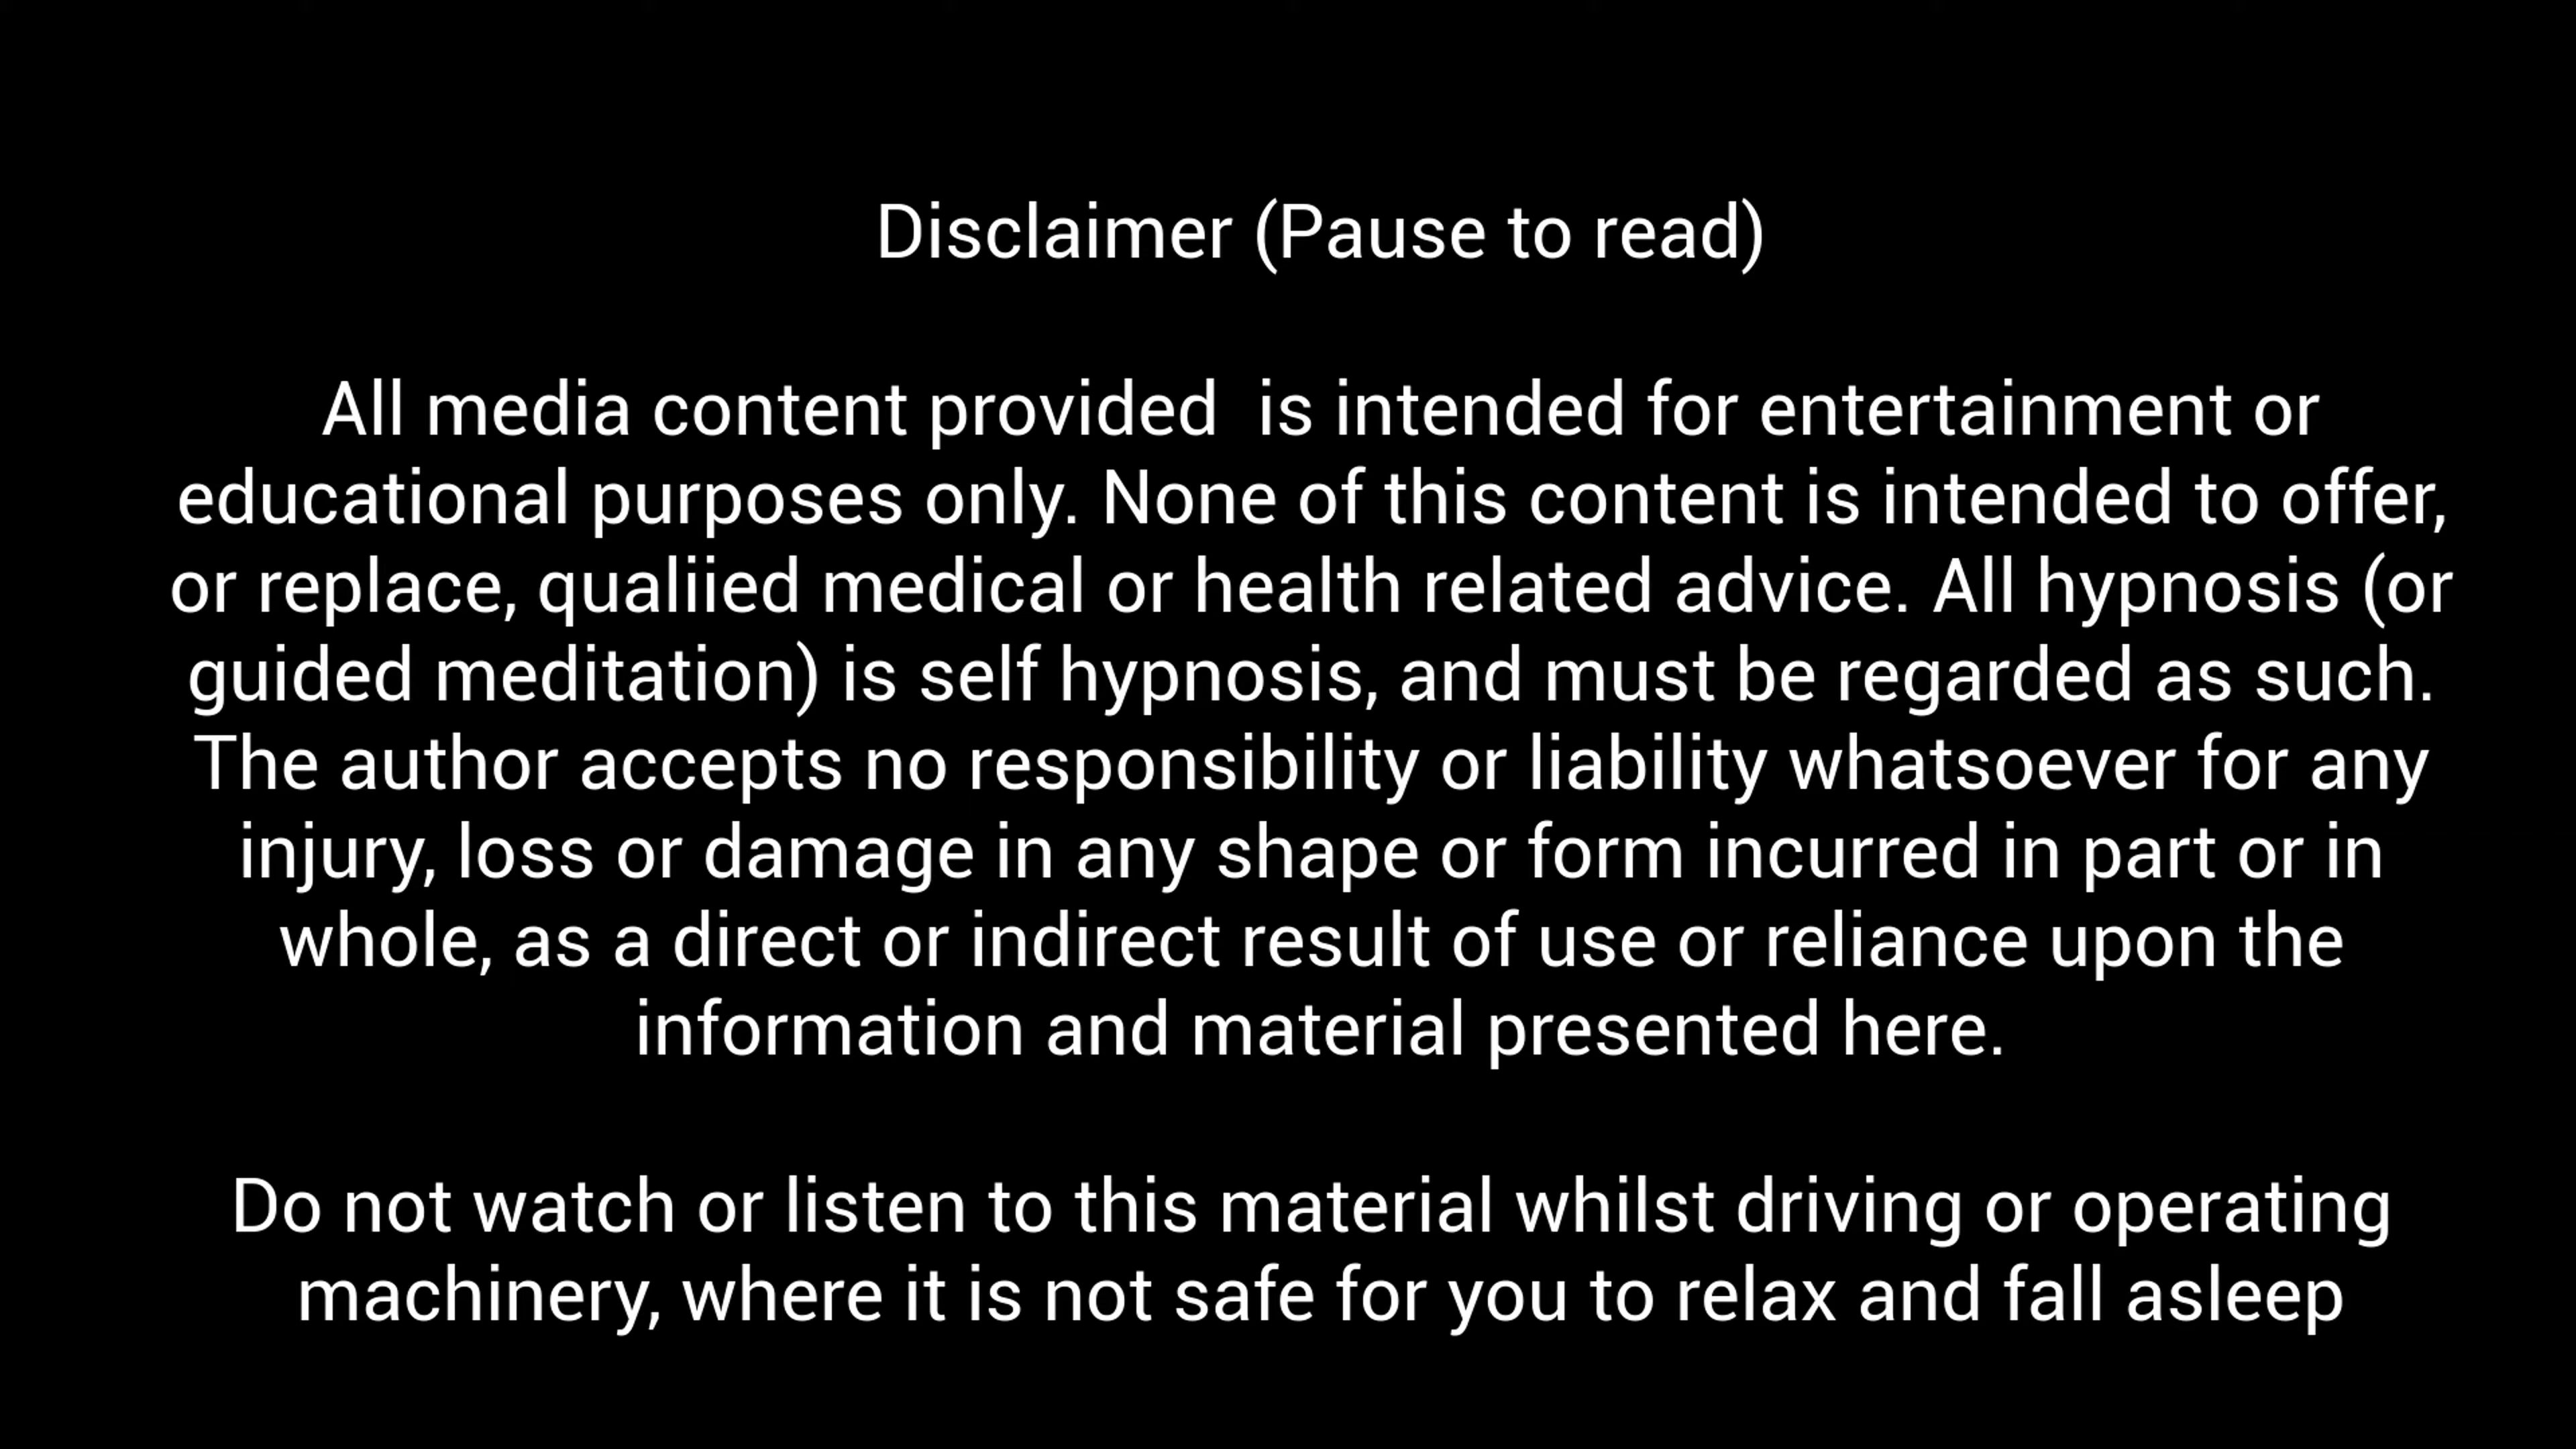 Disclaimer (Pause to read)
All media content provided  is intended for entertainment or
educational purposes only. None of this content is intended to offer,
or replace, qualiiied medical or health related advice. All hypnosis (or
guided meditation) is self hypnosis, and must be regarded as such.
The author accepts no responsibility or liability whatsoever for any
injury, loss or damage in any shape or form incurred in part or in
whole, as a direct or indirect result of use or reliance upon the
information and material presented here.
Do not watch or listen to this material whilst driving or operating
machinery, where it is not safe for you to relax and fall asleep